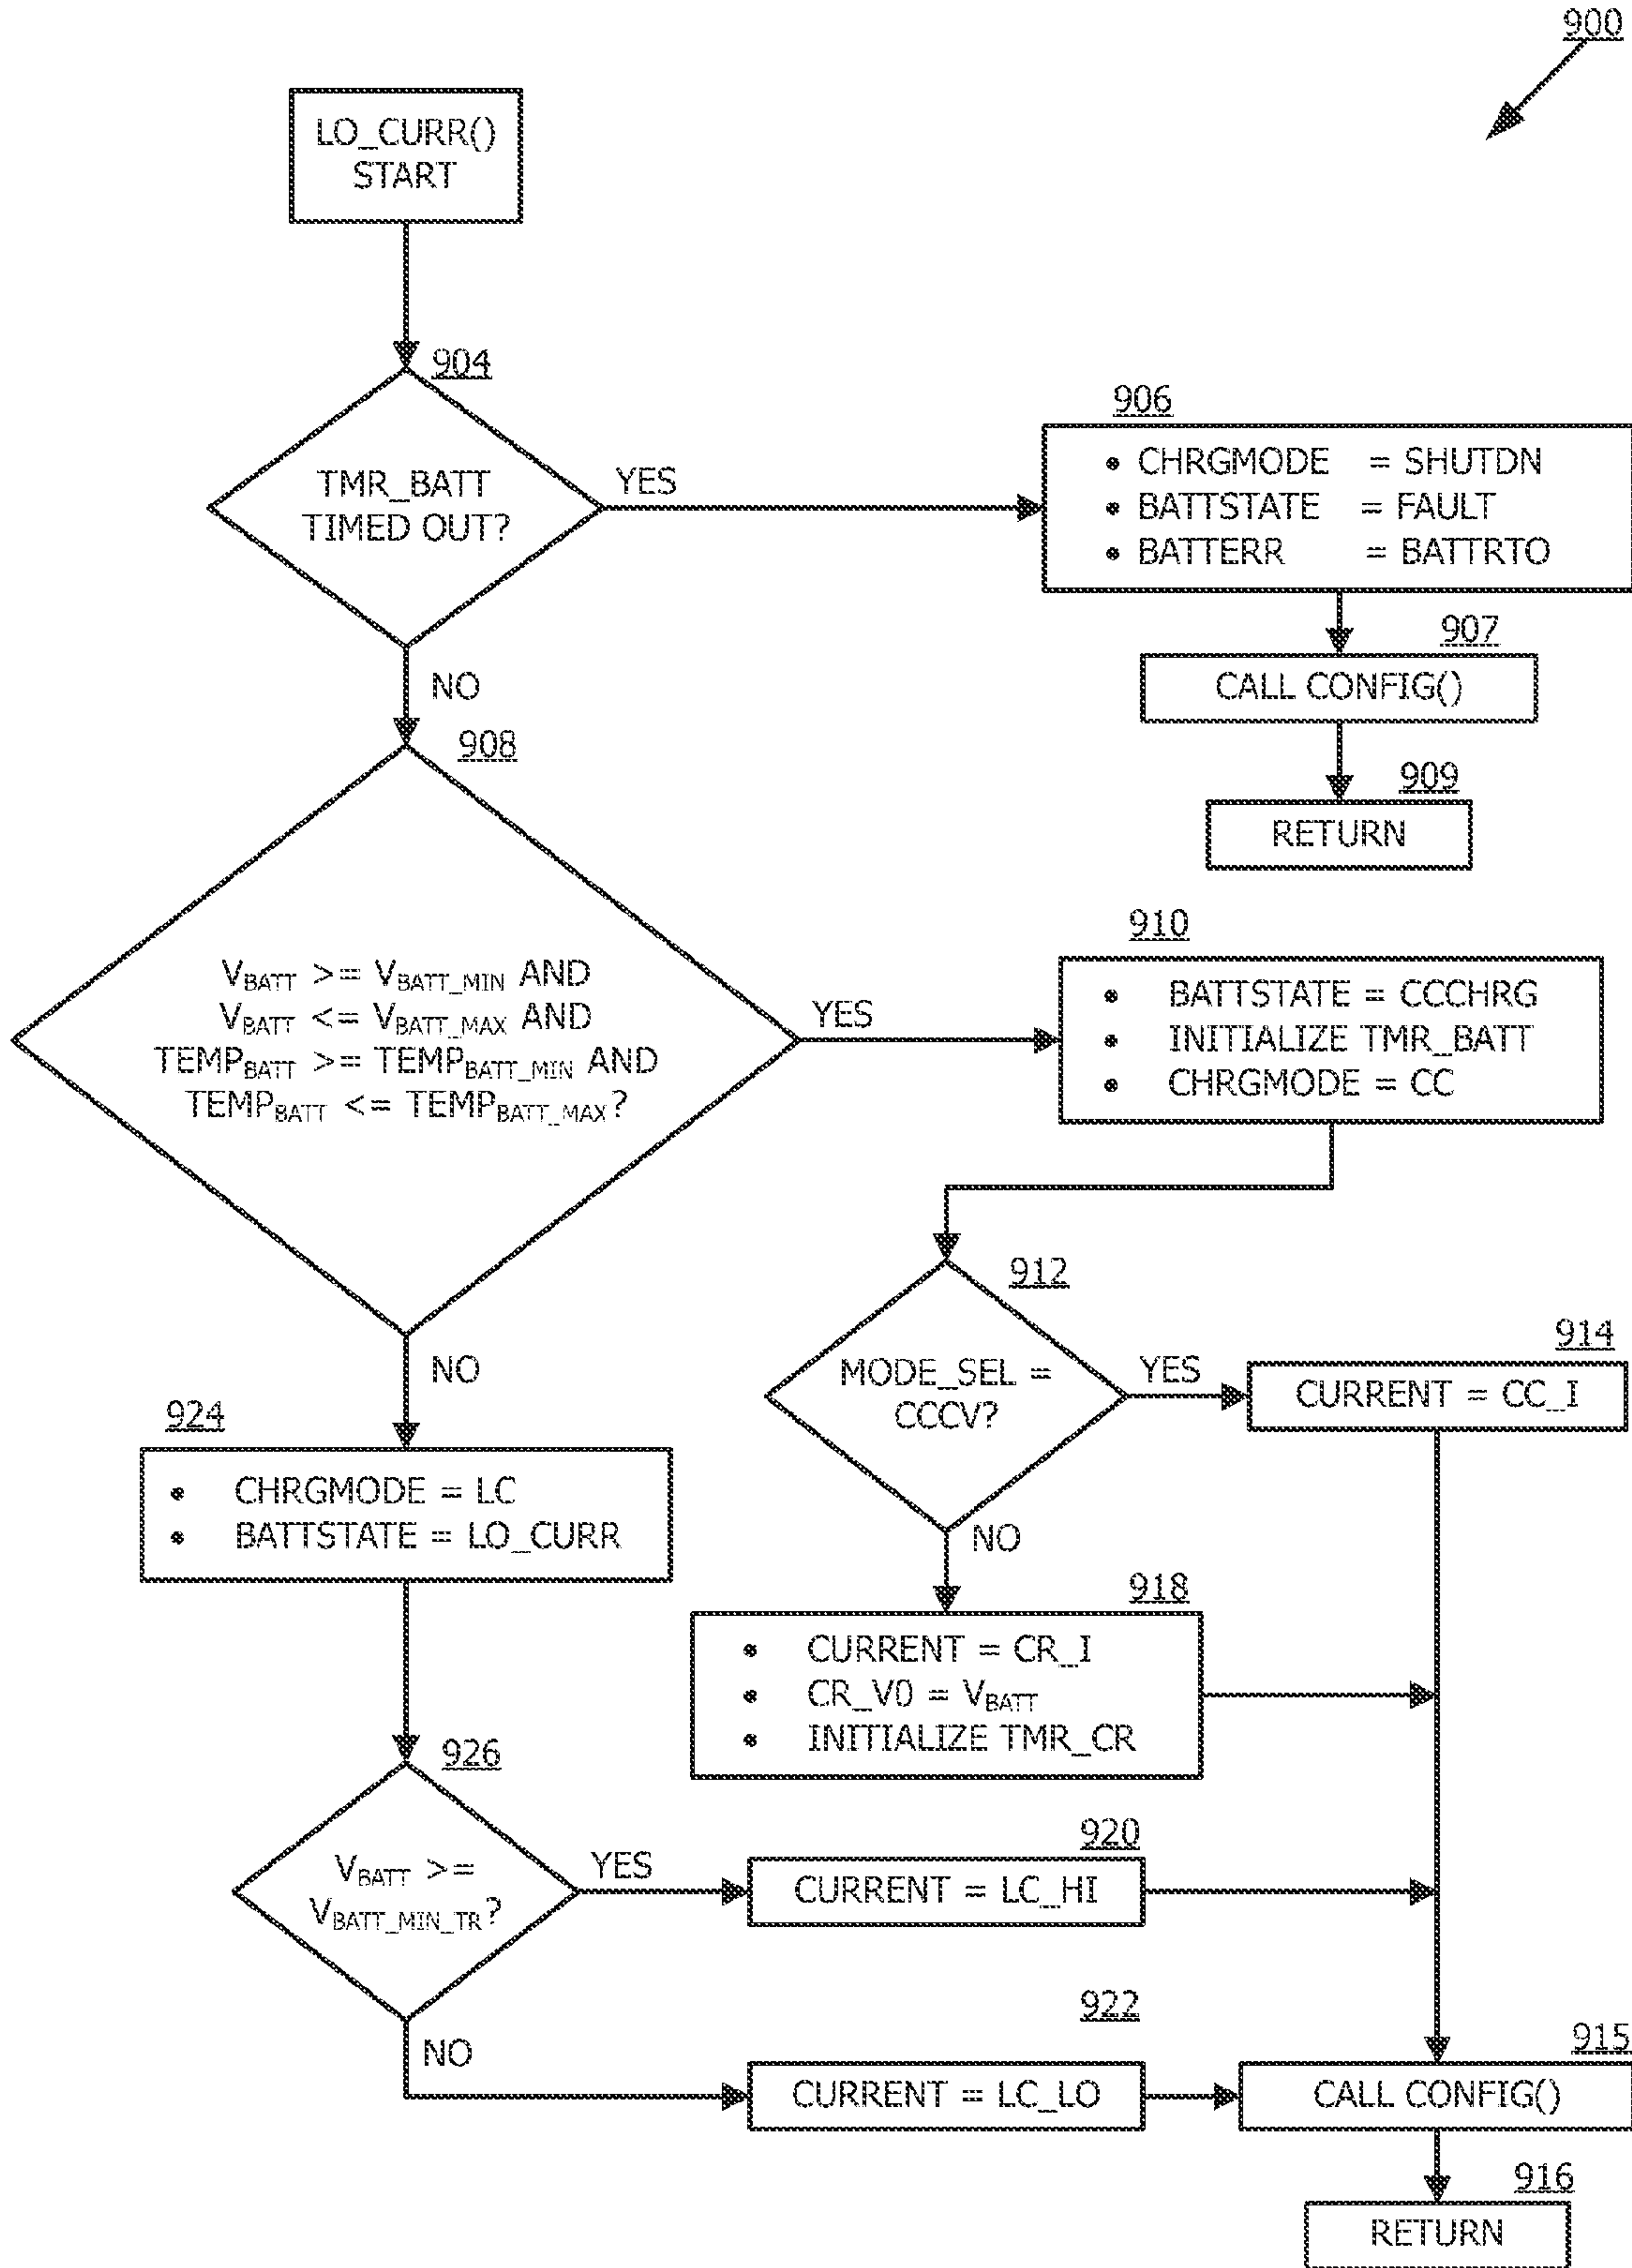 900
LO_CURR()
START
904
TMR_BATT
TIMED OUT?
YES
NO
906
• CHRGMODE = SHUTDN
• BATTSTATE = FAULT
• BATTERR = BATTRTO
907
CALL CONFIG()
909
RETURN
908
VBATT >= VBATT_MIN AND
VBATT <= VBATT_MAX AND
TEMPBATT >= TEMPBATT_MIN AND
TEMPBATT <= TEMPBATT_MAX?
YES
NO
910
• BATTSTATE = CCCHRG
• INITIALIZE TMR_BATT
• CHRGMODE = CC
912
MODE_SEL =
CCCV?
YES
NO
914
CURRENT = CC_I
918
• CURRENT = CR_I
• CR_V0 = VBATT
• INITIALIZE TMR_CR
924
• CHRGMODE = LC
• BATTSTATE = LO_CURR
926
VBATT >=
VBATT_MIN_TR?
YES
NO
920
CURRENT = LC_HI
922
CURRENT = LC_LO
915
CALL CONFIG()
916
RETURN